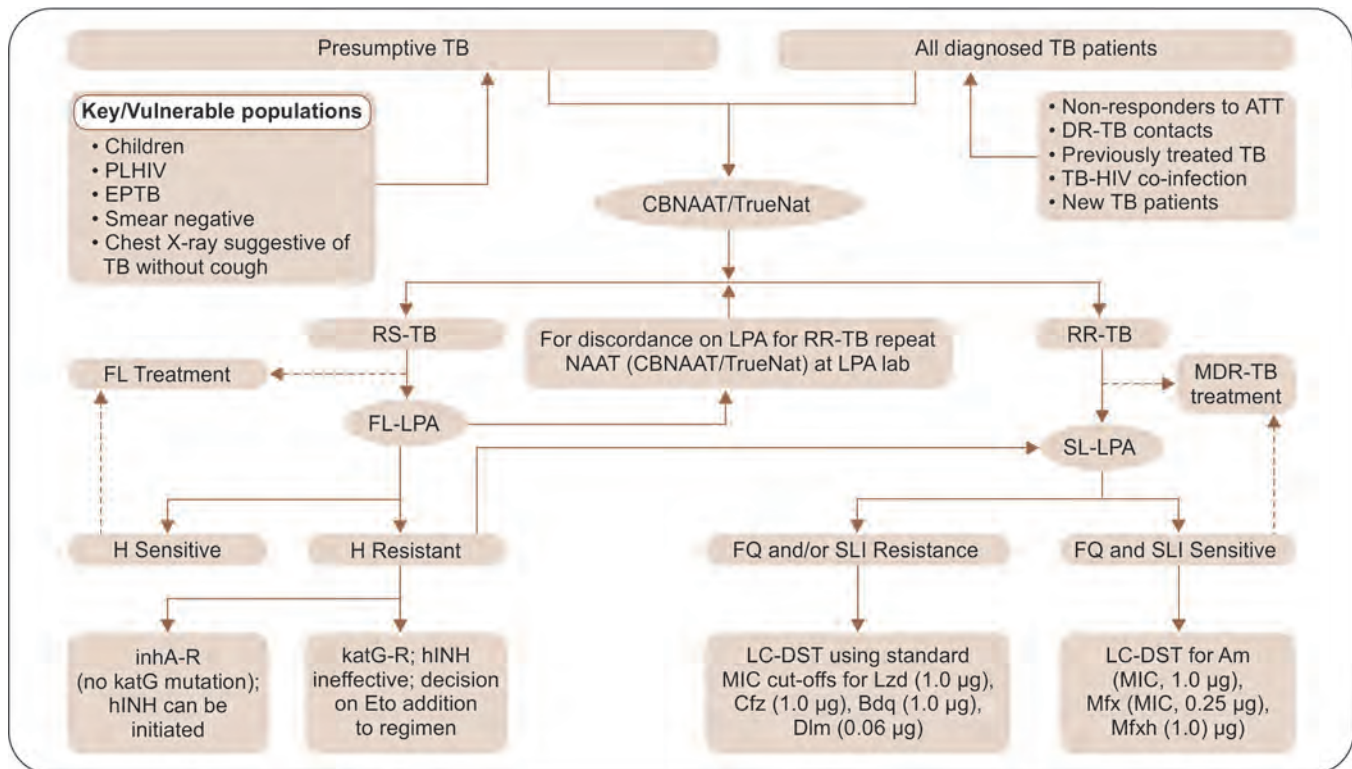 Presumptive TB
All diagnosed TB patients
Key/Vulnerable populations
• Children
• PLHIV
• EPTB
• Smear negative
• Chest X-ray suggestive of
TB without cough
• Non-responders to ATT
• DR-TB contacts
• Previously treated TB
• TB-HIV co-infection
• New TB patients
CBNAAT/TrueNat
RS-TB
For discordance on LPA for RR-TB repeat
NAAT (CBNAAT/TrueNat) at LPA lab
RR-TB
FL Treatment
MDR-TB
treatment
FL-LPA
SL-LPA
H Sensitive
H Resistant
FQ and/or SLI Resistance
FQ and SLI Sensitive
inhA-R
(no katG mutation);
hINH can be
initiated
katG-R; hINH
ineffective; decision
on Eto addition
to regimen
LC-DST using standard
MIC cut-offs for Lzd (1.0 µg),
Cfz (1.0 µg), Bdq (1.0 µg),
Dlm (0.06 µg)
LC-DST for Am
(MIC, 1.0 µg),
Mfx (MIC, 0.25 µg),
Mfxh (1.0) µg)